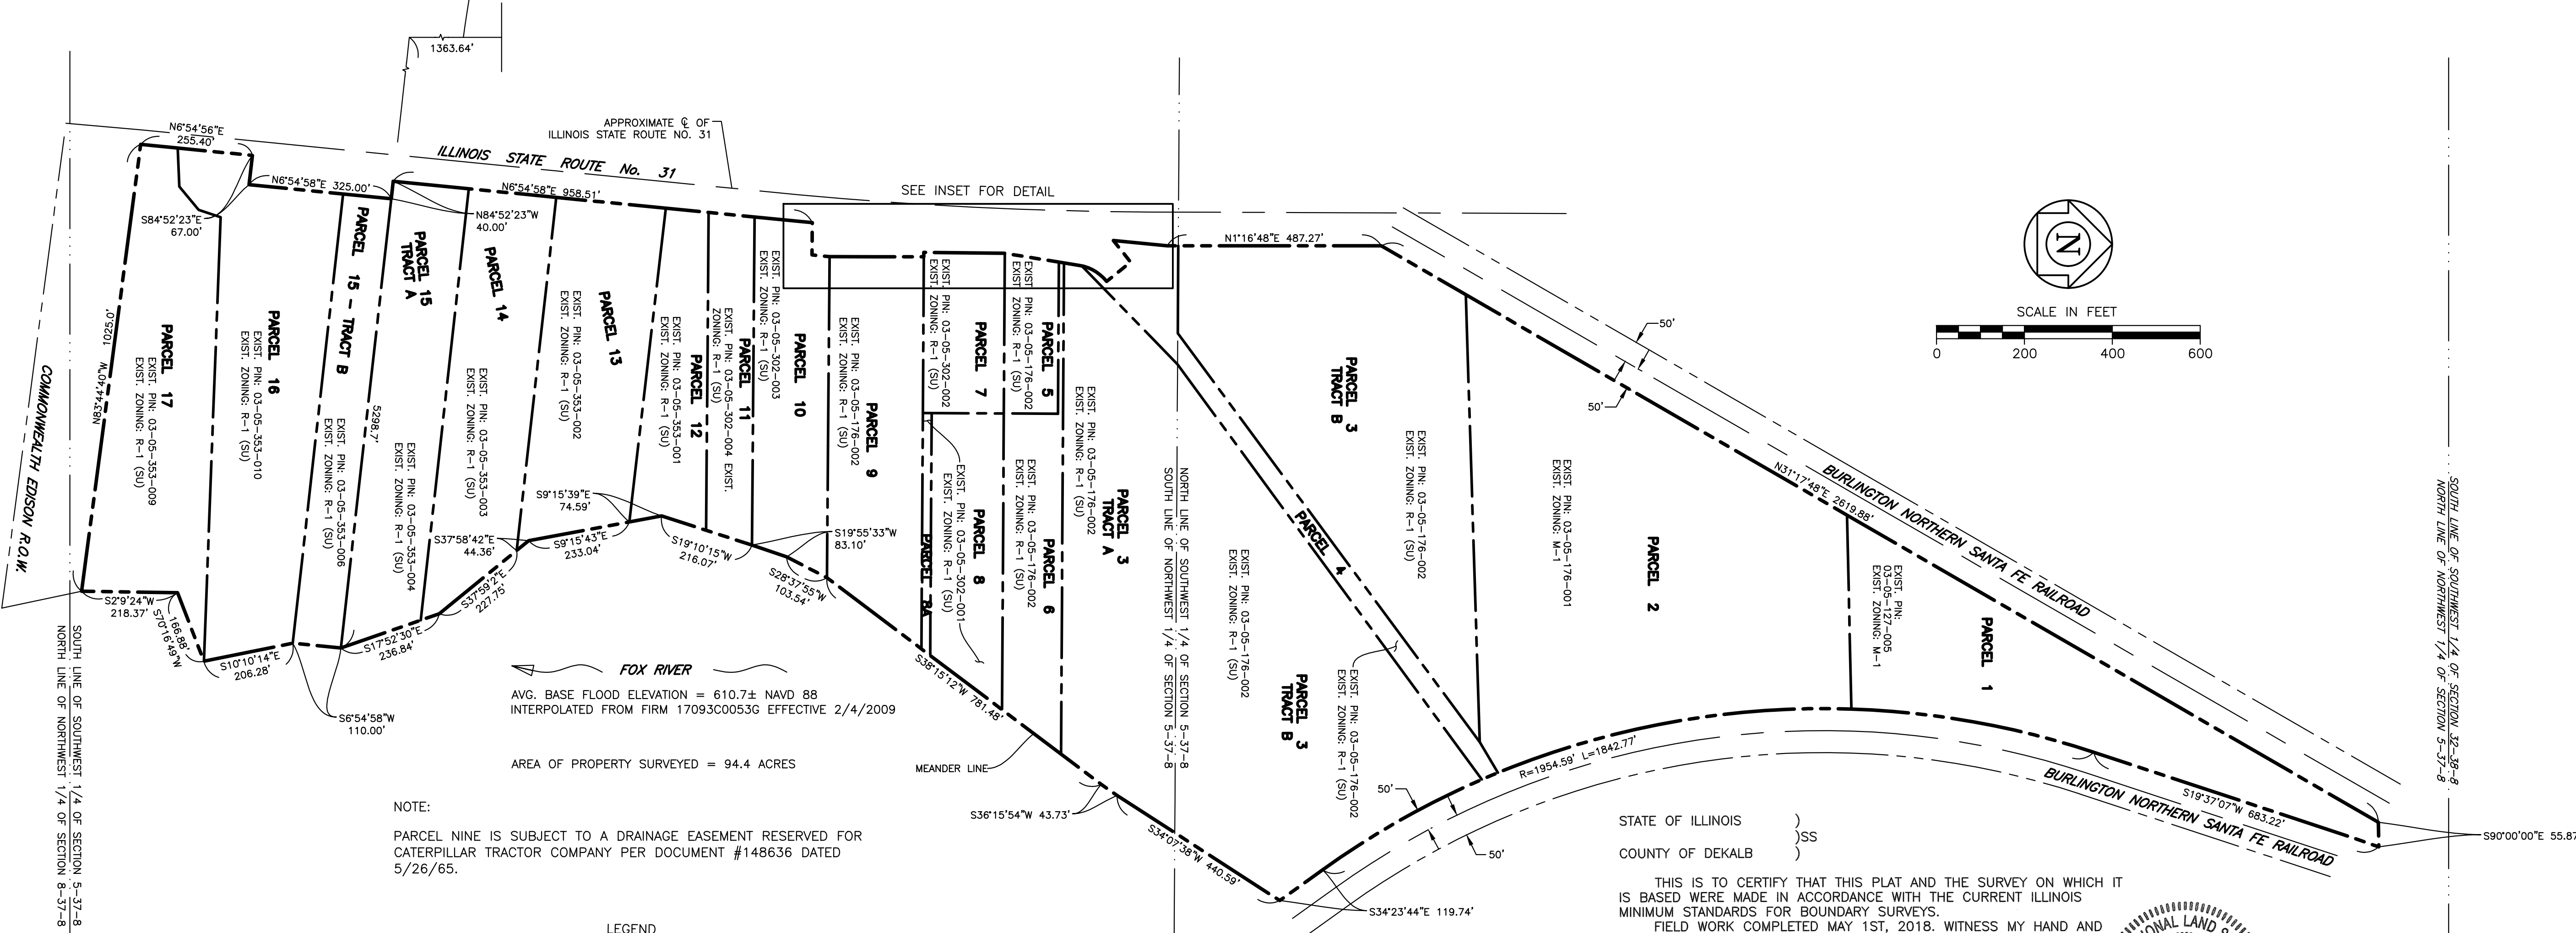 1363.64'
APPROXIMATE ℄ OF
ILLINOIS STATE ROUTE NO. 31
N6°54'56"E
255.40'
ILLINOIS STATE ROUTE No. 31
N6°54'58"E 325.00'
N6°54'58"E 958.51'
S84°52'23"E
67.00'
N84°52'23"W
40.00'
SEE INSET FOR DETAIL
N1°16'48"E 487.27'
N
SCALE IN FEET
0 200 400 600
COMMONWEALTH EDISON R.O.W.
N83°44'40"W 1025.0'
PARCEL 17
EXIST. PIN: 03-05-353-009
EXIST. ZONING: R-1 (SU)
PARCEL 16
EXIST. PIN: 03-05-353-010
EXIST. ZONING: R-1 (SU)
PARCEL 15 - TRACT B
EXIST. PIN: 03-05-353-006
EXIST. ZONING: R-1 (SU)
5298.7'
PARCEL 15
TRACT A
EXIST. PIN: 03-05-353-004
EXIST. ZONING: R-1 (SU)
PARCEL 14
EXIST. PIN: 03-05-353-003
EXIST. ZONING: R-1 (SU)
PARCEL 13
EXIST. PIN: 03-05-353-002
EXIST. ZONING: R-1 (SU)
PARCEL 12
EXIST. PIN: 03-05-353-001
EXIST. ZONING: R-1 (SU)
PARCEL 11
EXIST. PIN: 03-05-302-004 EXIST.
ZONING: R-1 (SU)
PARCEL 10
EXIST. PIN: 03-05-302-003
EXIST. ZONING: R-1 (SU)
PARCEL 9
EXIST. PIN: 03-05-176-002
EXIST. ZONING: R-1 (SU)
PARCEL 7
EXIST. PIN: 03-05-302-002
EXIST. ZONING: R-1 (SU)
PARCEL 5
EXIST. PIN: 03-05-176-002
EXIST. ZONING: R-1 (SU)
PARCEL 8
EXIST. PIN: 03-05-302-001
EXIST. ZONING: R-1 (SU)
PARCEL 8A
PARCEL 6
EXIST. PIN: 03-05-176-002
EXIST. ZONING: R-1 (SU)
PARCEL 3
TRACT A
EXIST. PIN: 03-05-176-002
EXIST. ZONING: R-1 (SU)
NORTH LINE OF SOUTHWEST 1/4 OF SECTION 5-37-8
SOUTH LINE OF NORTHWEST 1/4 OF SECTION 5-37-8
PARCEL 3
TRACT B
EXIST. PIN: 03-05-176-002
EXIST. ZONING: R-1 (SU)
PARCEL 4
EXIST. PIN: 03-05-176-002
EXIST. ZONING: R-1 (SU)
PARCEL 3
TRACT B
EXIST. PIN: 03-05-176-002
EXIST. ZONING: R-1 (SU)
PARCEL 2
EXIST. PIN: 03-05-176-001
EXIST. ZONING: M-1
PARCEL 1
EXIST. PIN:
03-05-127-005
EXIST. ZONING: M-1
50'
50'
N31°17'48"E 2619.88'
BURLINGTON NORTHERN SANTA FE RAILROAD
SOUTH LINE OF SOUTHWEST 1/4 OF SECTION 32-38-8
NORTH LINE OF NORTHWEST 1/4 OF SECTION 5-37-8
S90°00'00"E 55.87
S19°37'07"W 683.22'
BURLINGTON NORTHERN SANTA FE RAILROAD
R=1954.59' L=1842.77'
50'
50'
S34°23'44"E 119.74'
S34°07'38"W 440.59'
S36°15'54"W 43.73'
MEANDER LINE
S38°15'12"W 781.48'
S28°37'55"W
103.54'
S19°55'33"W
83.10'
S19°10'15"W
216.07'
S9°15'39"E
74.59'
S9°15'43"E
233.04'
S37°58'42"E
44.36'
S37°59'2"E
227.75'
S17°52'30"E
236.84'
S6°54'58"W
110.00'
S10°10'14"E
206.28'
S70°16'49"W
166.88'
S2°9'24"W
218.37'
SOUTH LINE OF SOUTHWEST 1/4 OF SECTION 5-37-8
NORTH LINE OF NORTHWEST 1/4 OF SECTION 8-37-8
FOX RIVER
AVG. BASE FLOOD ELEVATION = 610.7± NAVD 88
INTERPOLATED FROM FIRM 17093C0053G EFFECTIVE 2/4/2009
AREA OF PROPERTY SURVEYED = 94.4 ACRES
NOTE:
PARCEL NINE IS SUBJECT TO A DRAINAGE EASEMENT RESERVED FOR
CATERPILLAR TRACTOR COMPANY PER DOCUMENT #148636 DATED
5/26/65.
LEGEND
STATE OF ILLINOIS )
)SS
COUNTY OF DEKALB )
THIS IS TO CERTIFY THAT THIS PLAT AND THE SURVEY ON WHICH IT
IS BASED WERE MADE IN ACCORDANCE WITH THE CURRENT ILLINOIS
MINIMUM STANDARDS FOR BOUNDARY SURVEYS.
FIELD WORK COMPLETED MAY 1ST, 2018. WITNESS MY HAND AND